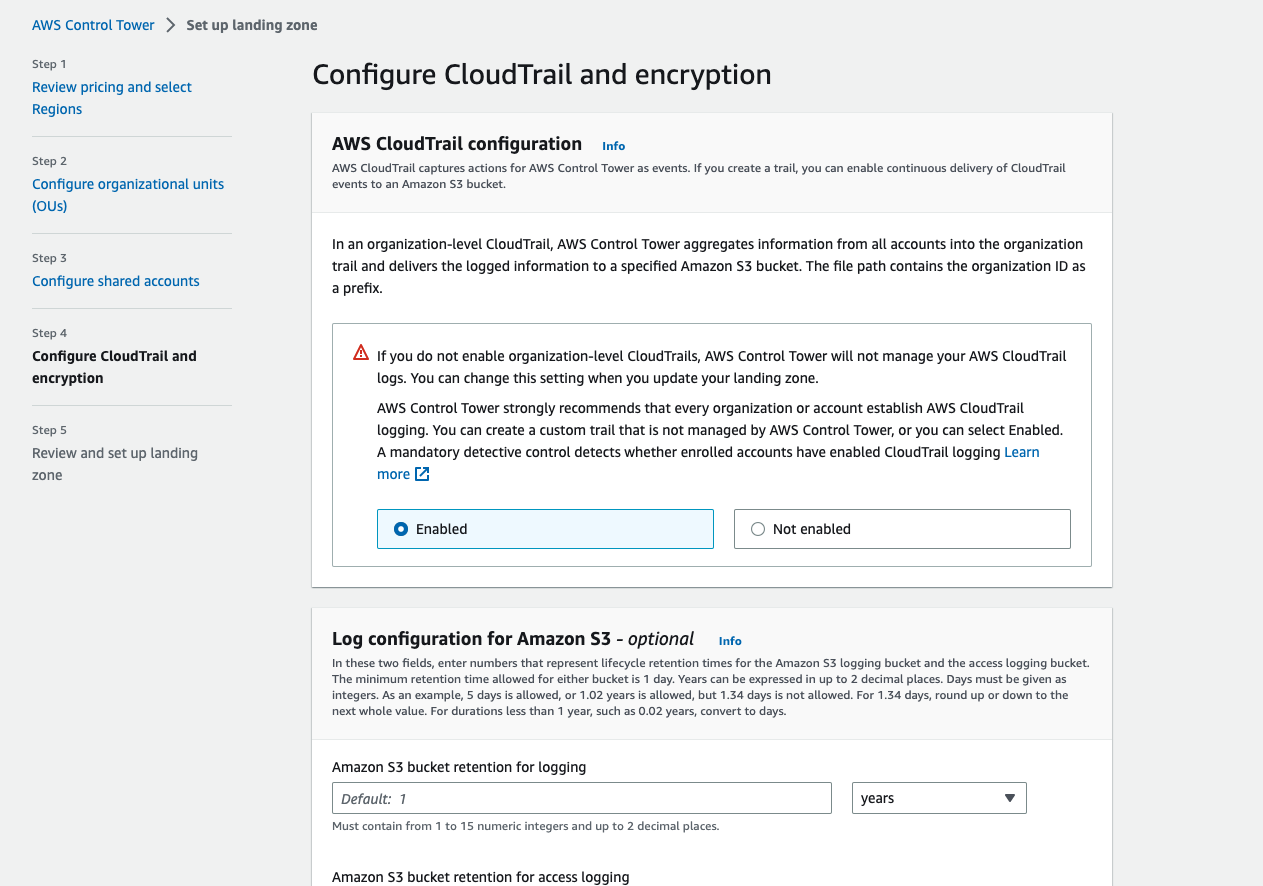 AWS Control Tower > Set up landing zone
Step 1
Review pricing and select
Regions
Step 2
Configure organizational units
(OUs)
Step 3
Configure shared accounts
Step 4
Configure CloudTrail and
encryption
Step 5
Review and set up landing
zone
Configure CloudTrail and encryption
AWS CloudTrail configuration Info
AWS CloudTrail captures actions for AWS Control Tower as events. If you create a trail, you can enable continuous delivery of CloudTrail
events to an Amazon S3 bucket.
In an organization-level CloudTrail, AWS Control Tower aggregates information from all accounts into the organization
trail and delivers the logged information to a specified Amazon S3 bucket. The file path contains the organization ID as
a prefix.
If you do not enable organization-level CloudTrails, AWS Control Tower will not manage your AWS CloudTrail
logs. You can change this setting when you update your landing zone.
AWS Control Tower strongly recommends that every organization or account establish AWS CloudTrail
logging. You can create a custom trail that is not managed by AWS Control Tower, or you can select Enabled.
A mandatory detective control detects whether enrolled accounts have enabled CloudTrail logging Learn
more
Enabled
Not enabled
Log configuration for Amazon S3 - optional Info
In these two fields, enter numbers that represent lifecycle retention times for the Amazon S3 logging bucket and the access logging bucket.
The minimum retention time allowed for either bucket is 1 day. Years can be expressed in up to 2 decimal places. Days must be given as
integers. As an example, 5 days is allowed, or 1.02 years is allowed, but 1.34 days is not allowed. For 1.34 days, round up or down to the
next whole value. For durations less than 1 year, such as 0.02 years, convert to days.
Amazon S3 bucket retention for logging
Default: 1
years
Must contain from 1 to 15 numeric integers and up to 2 decimal places.
Amazon S3 bucket retention for access logging